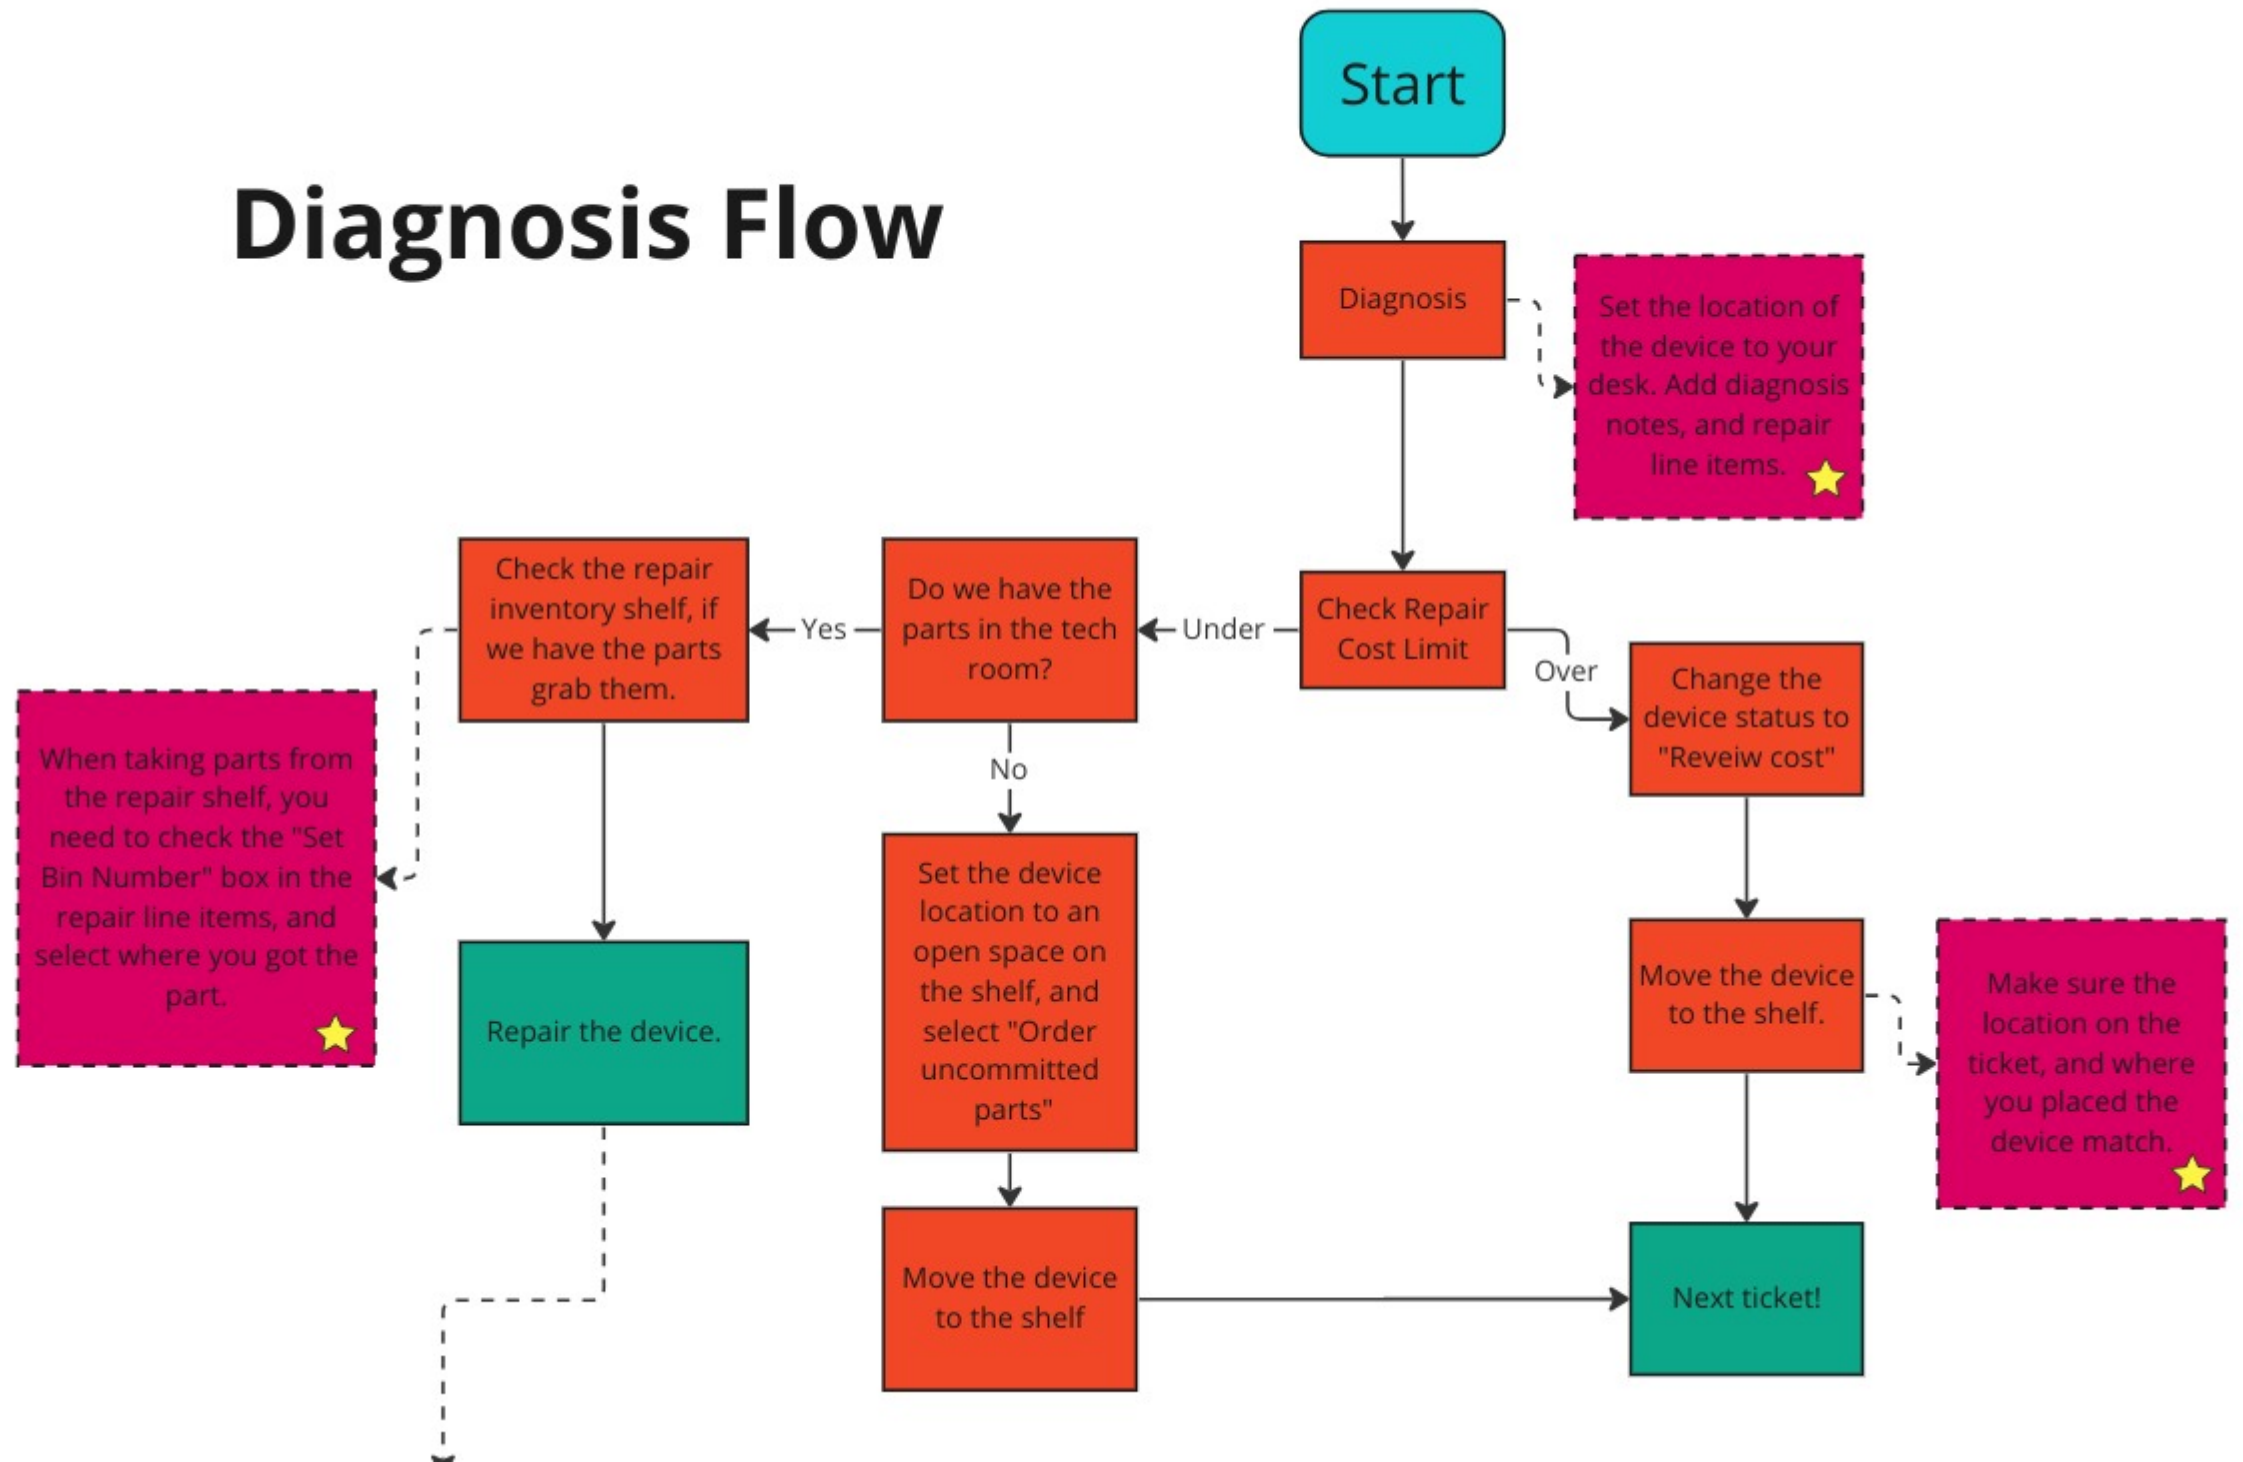 Start
Diagnosis Flow
Diagnosis
Set the location of
the device to your
desk. Add diagnosis
notes, and repair
line items.
Check the repair
inventory shelf, if
we have the parts
grab them.
Yes
Do we have the
parts in the tech
room?
Under
Check Repair
Cost Limit
Over
Change the
device status to
"Reveiw cost"
When taking parts from
the repair shelf, you
need to check the "Set
Bin Number" box in the
repair line items, and
select where you got the
part.
No
Set the device
location to an
open space on
the shelf, and
select "Order
uncommitted
parts"
Move the device
to the shelf.
Make sure the
location on the
ticket, and where
you placed the
device match.
Repair the device.
Move the device
to the shelf
Next ticket!